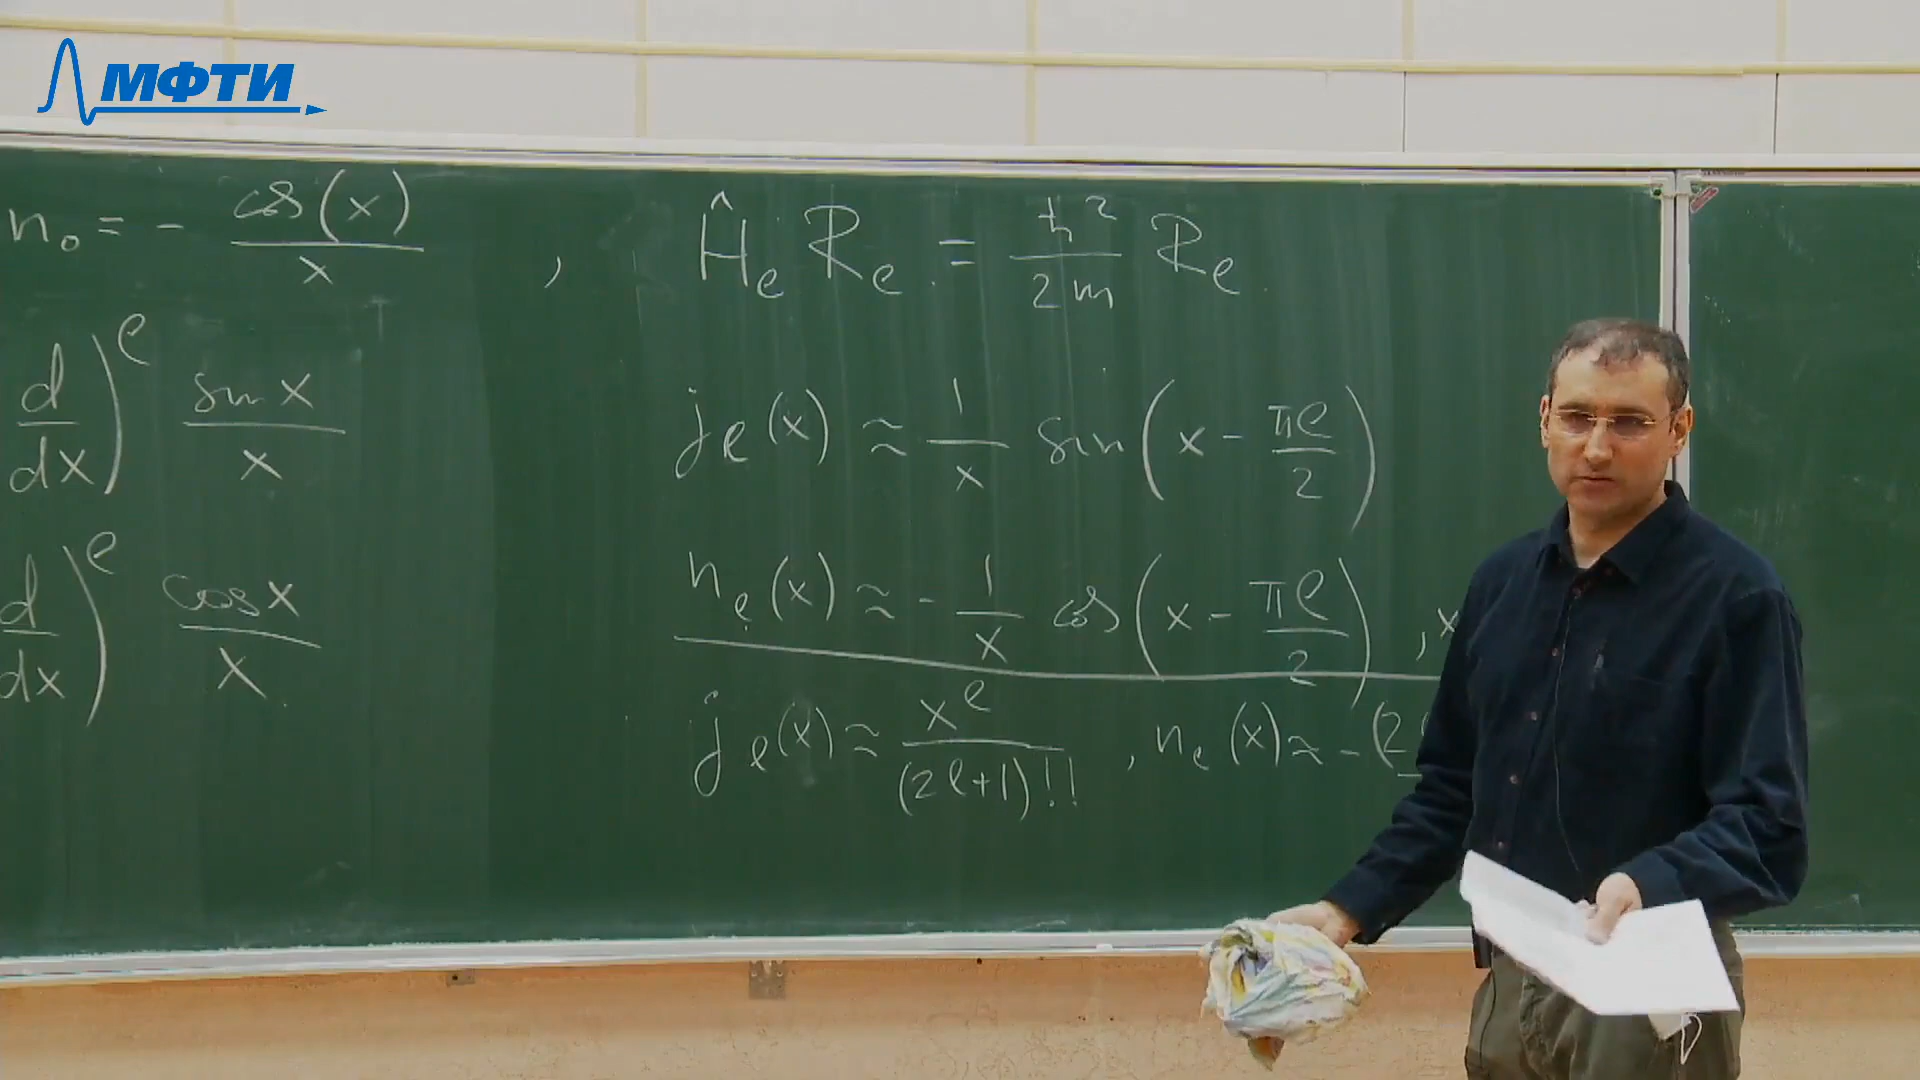 МФТИ
n₀ = - cos(x)/x , Ĥ_ℓ R_ℓ = ħ²/2m R_ℓ
d/dx)^ℓ sin x/x
j_ℓ(x) ≈ 1/x sin(x - πℓ/2)
d/dx)^ℓ cos x/x
n_ℓ(x) ≈ - 1/x cos(x - πℓ/2) , x
j_ℓ(x) ≈ x^ℓ/(2ℓ+1)!! , n_ℓ(x) ≈ - (2